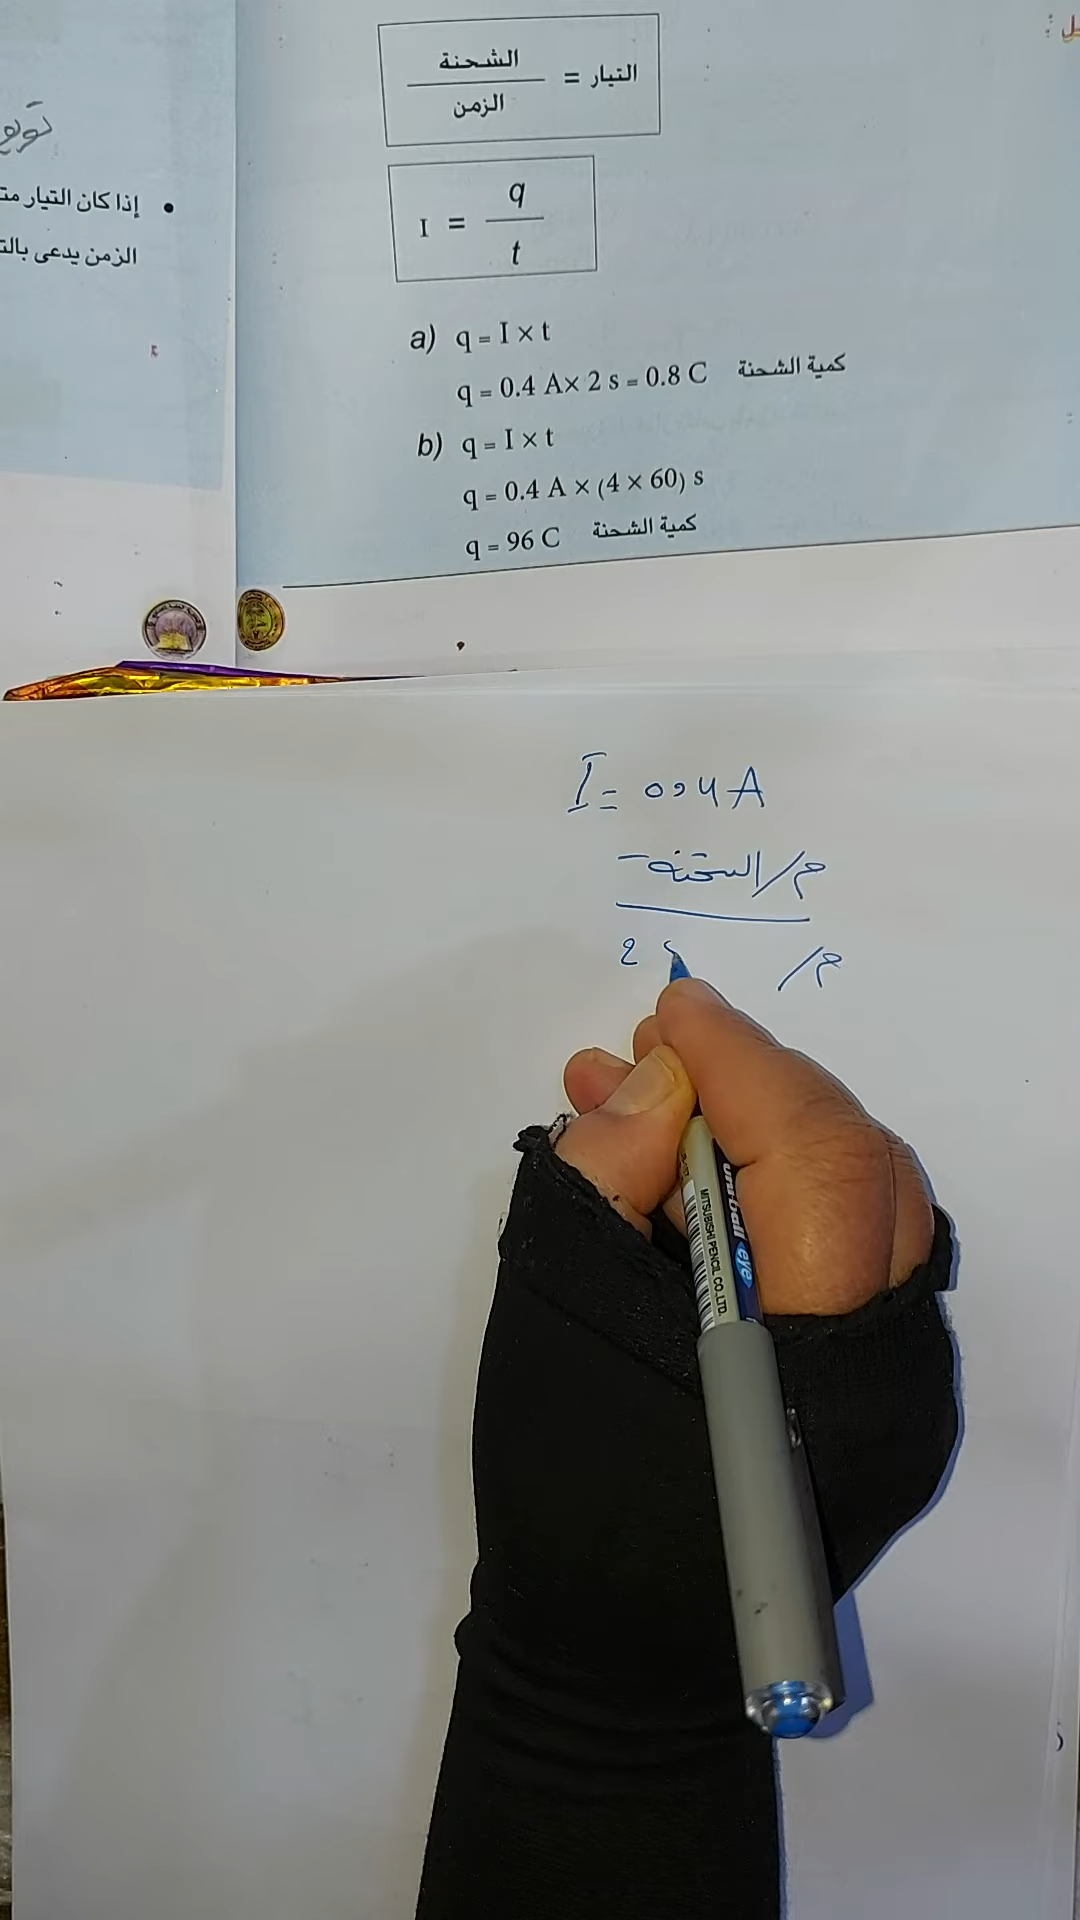 التيار = الشحنة / الزمن
I = q / t
a) q = I × t
q = 0.4 A × 2 s = 0.8 C كمية الشحنة
b) q = I × t
q = 0.4 A × (4 × 60) s
q = 96 C كمية الشحنة
إذا كان التيار
الزمن يدعى
I = 0,4 A
م/ الشحنة
م/ 2
uni-ball eye
MITSUBISHI PENCIL CO.,LTD.